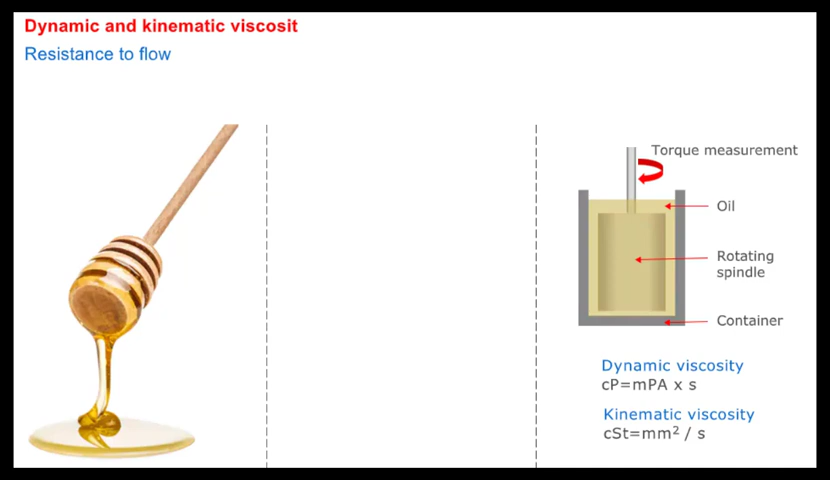 Dynamic and kinematic viscosit
Resistance to flow
Torque measurement
Oil
Rotating
spindle
Container
Dynamic viscosity
cP=mPA x s
Kinematic viscosity
cSt=mm² / s